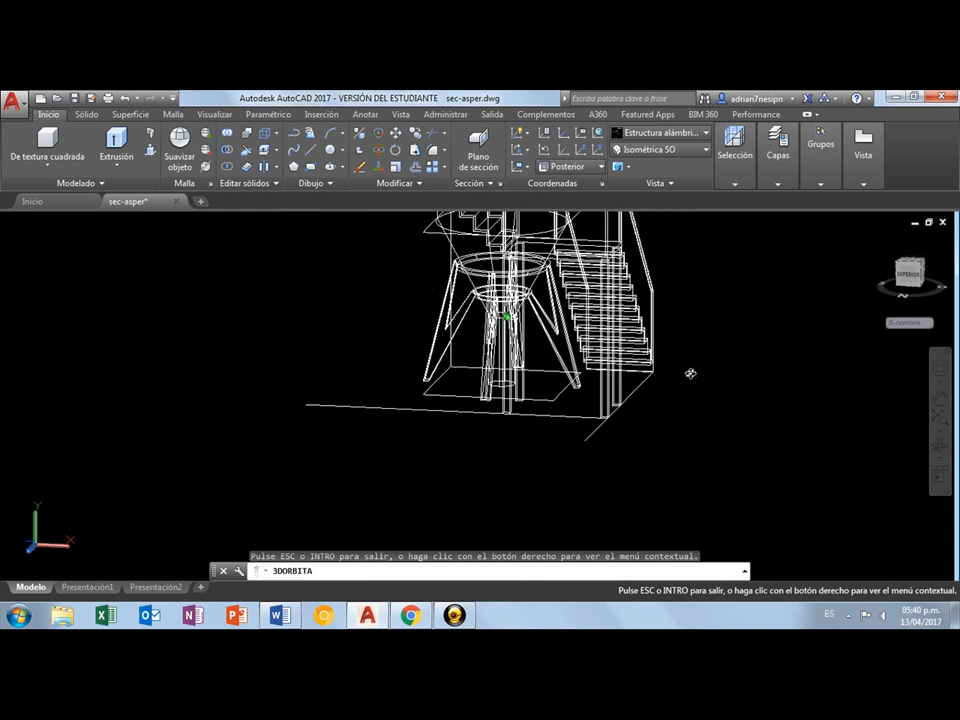 Autodesk AutoCAD 2017 - VERSIÓN DEL ESTUDIANTE sec-asper.dwg
Escriba palabra clave o frase
adrian7nesipn
Inicio Sólido Superficie Malla Visualizar Paramétrico Inserción Anotar Vista Administrar Salida Complementos A360 Featured Apps BIM 360 Performance
Estructura alámbri...
Isométrica SO
De textura cuadrada Extrusión Suavizar objeto Plano de sección Posterior Selección Capas Grupos Vista
Modelado Malla Editar sólidos Dibujo Modificar Sección Coordenadas Vista
Inicio sec-asper*
SUPERIOR
S-nombre
Y
X
Pulse ESC o INTRO para salir, o haga clic con el botón derecho para ver el menú contextual.
3DORBITA
Modelo Presentación1 Presentación2
Pulse ESC o INTRO para salir, o haga clic con el botón derecho para ver el menú contextual.
ES
05:40 p.m.
13/04/2017